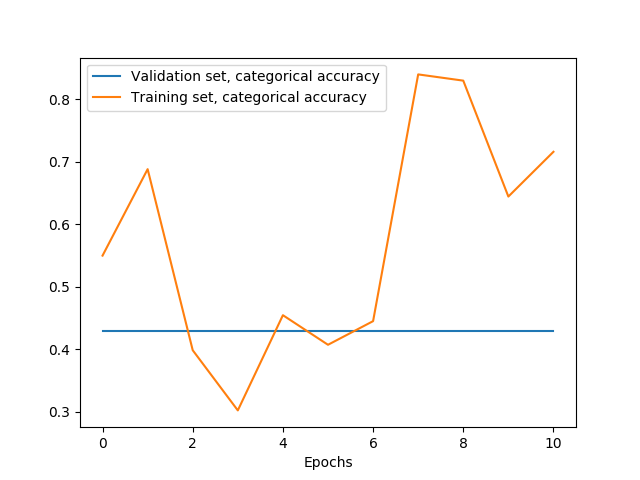 Validation set, categorical accuracy
Training set, categorical accuracy
0.8
0.7
0.6
0.5
0.4
0.3
0 2 4 6 8 10
Epochs